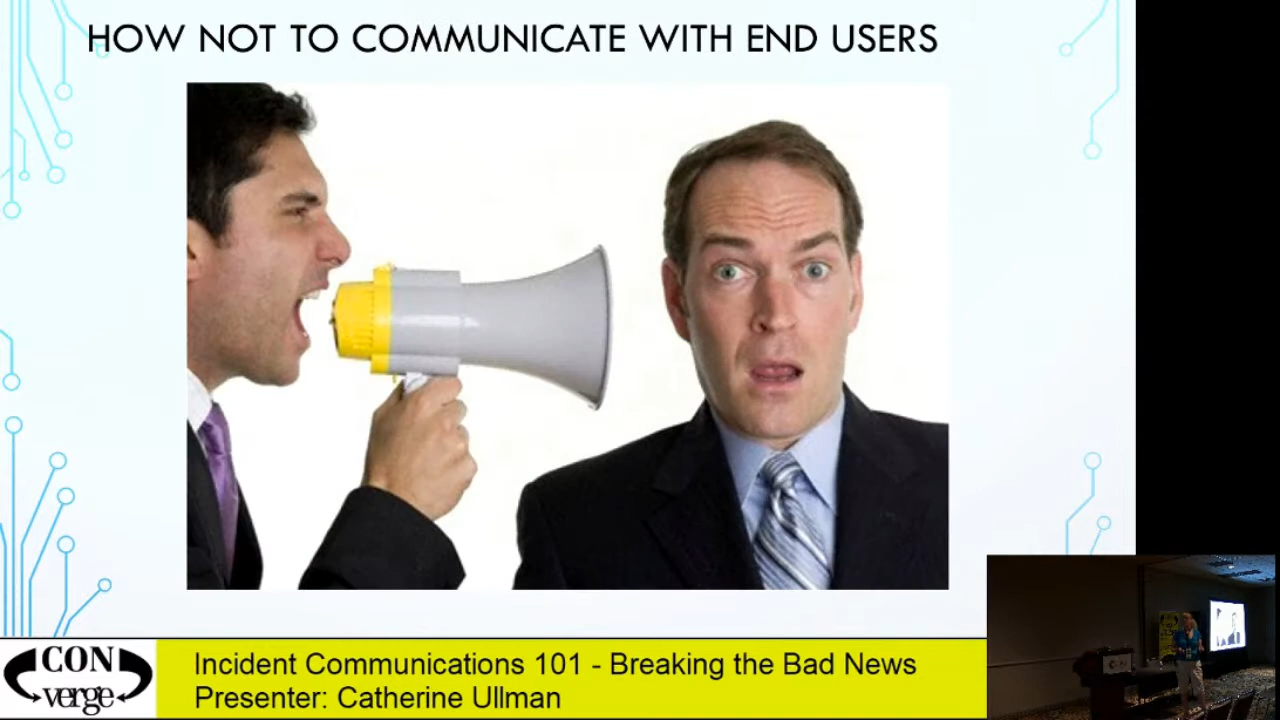 HOW NOT TO COMMUNICATE WITH END USERS
CON
verge
Incident Communications 101 - Breaking the Bad News
Presenter: Catherine Ullman